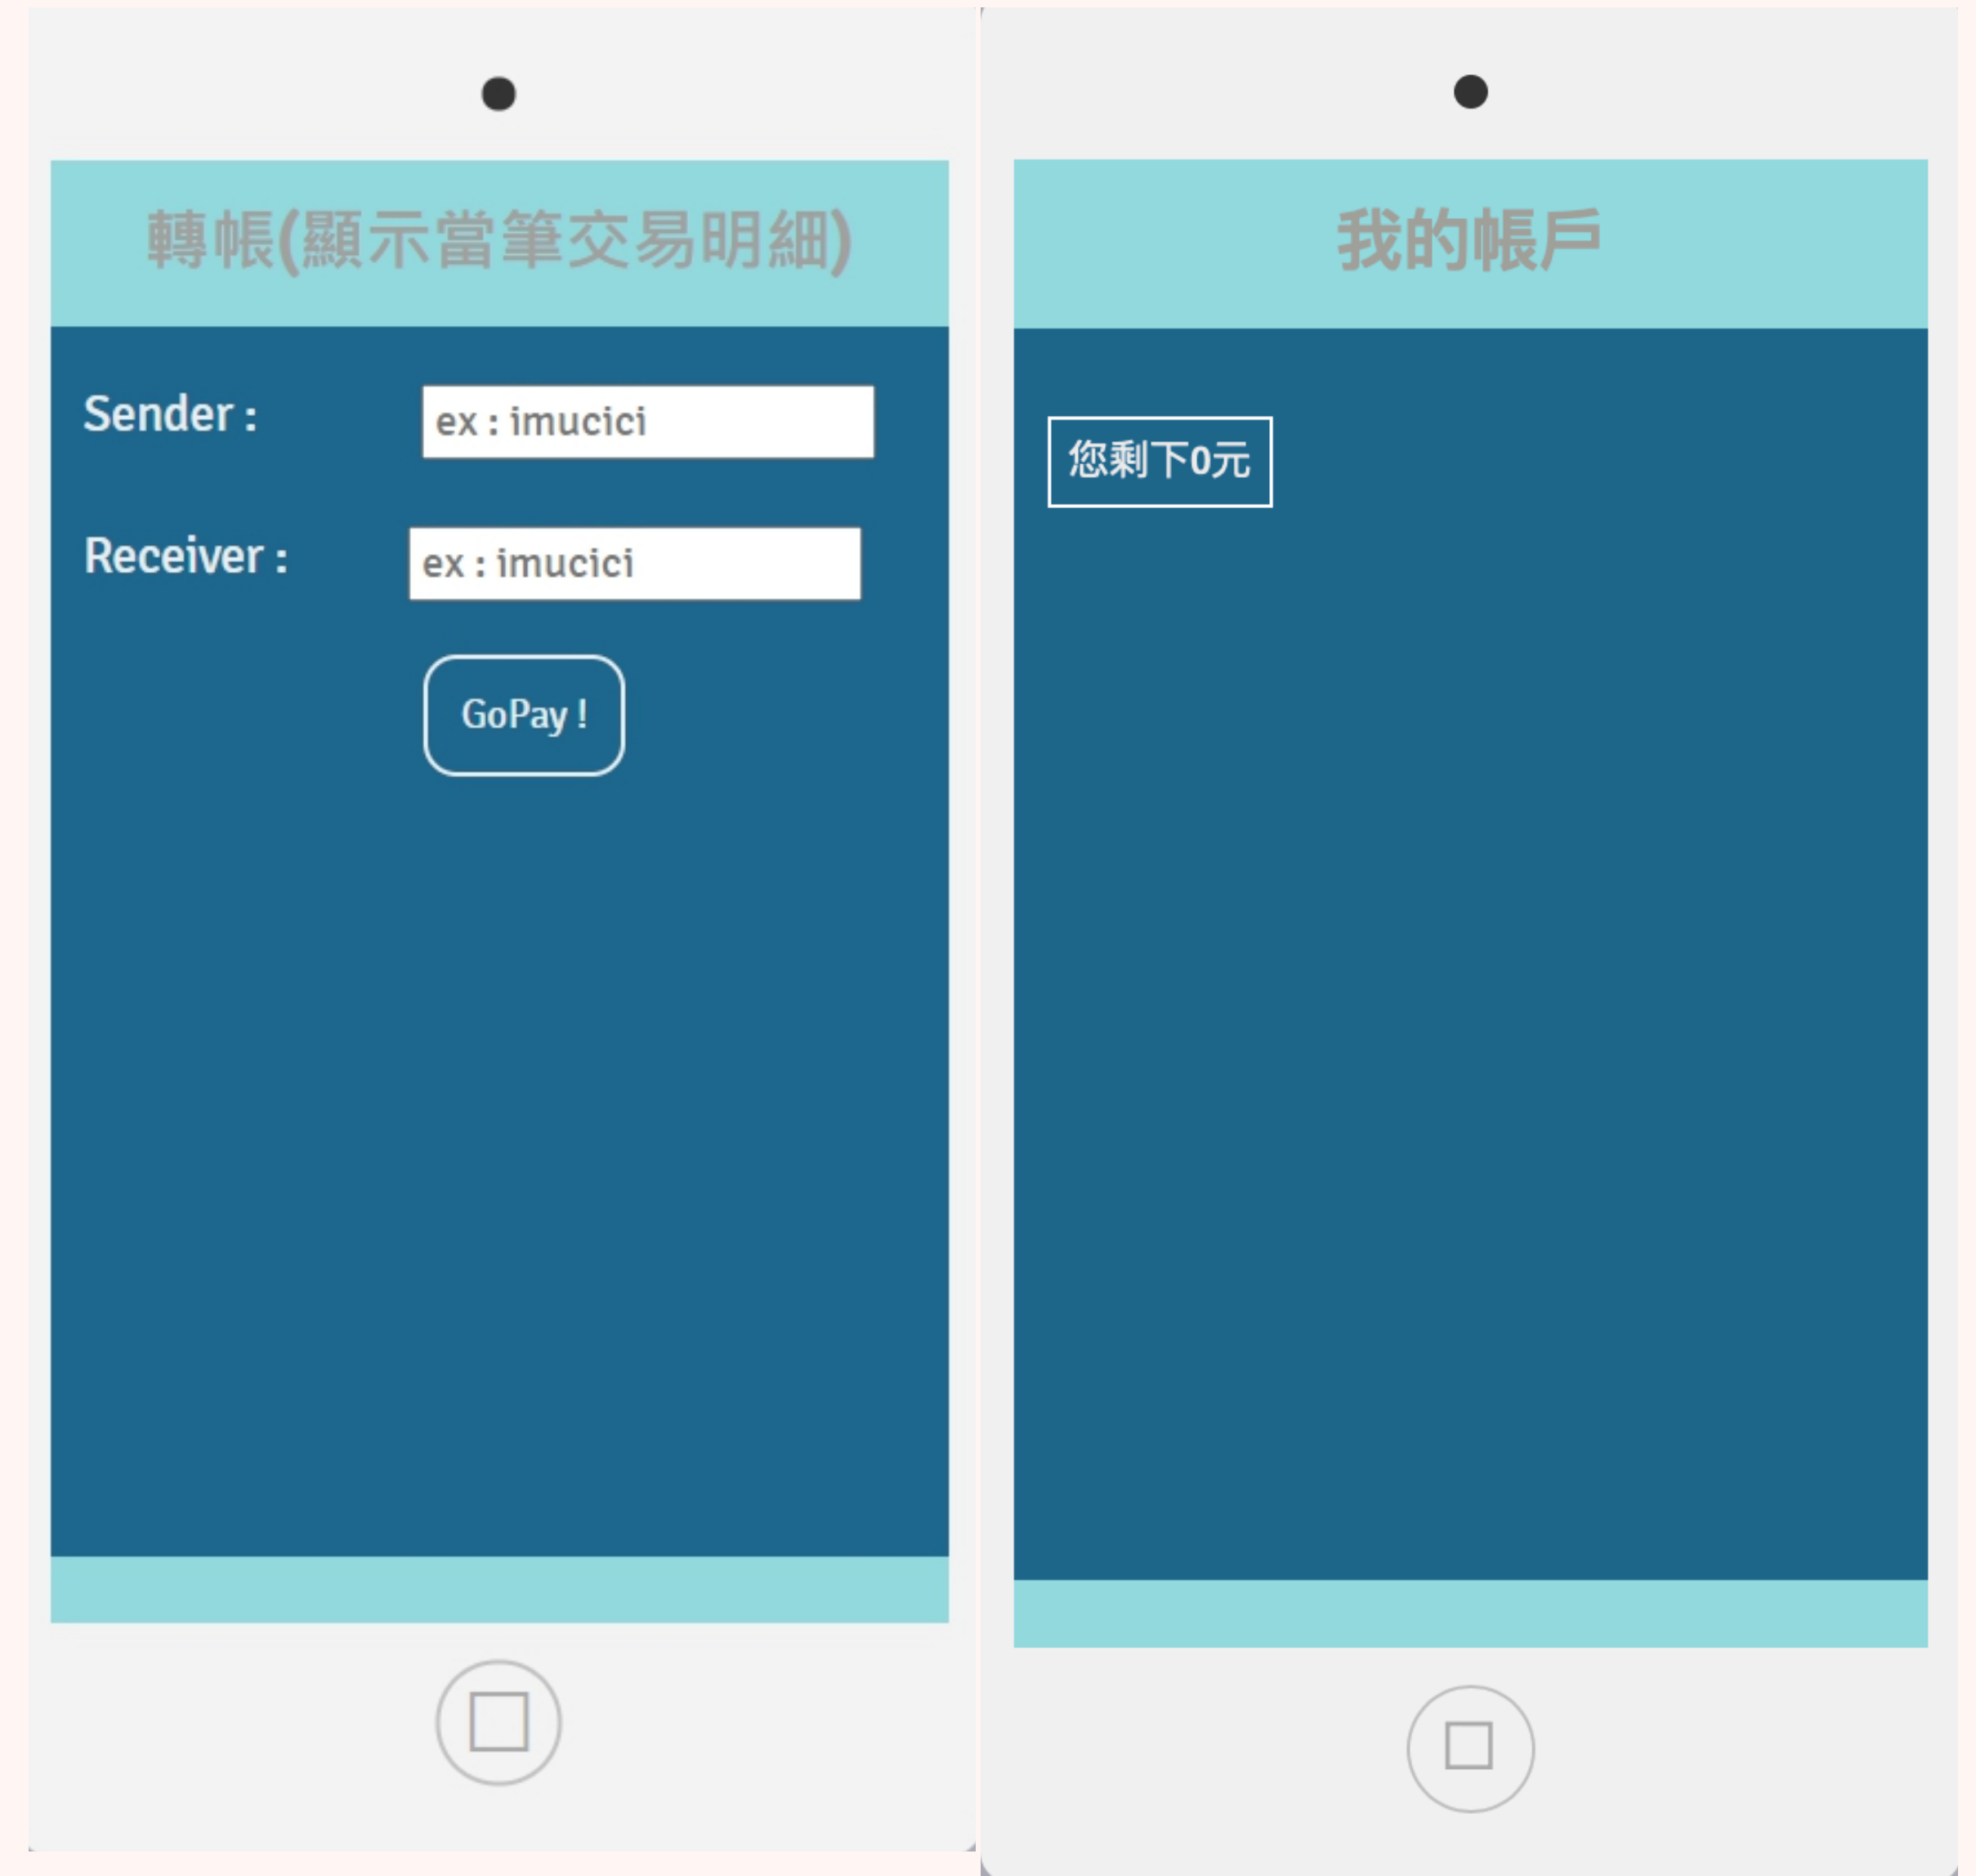 轉帳(顯示當筆交易明細)
Sender :
ex : imucici
Receiver :
ex : imucici
GoPay !
我的帳戶
您剩下0元